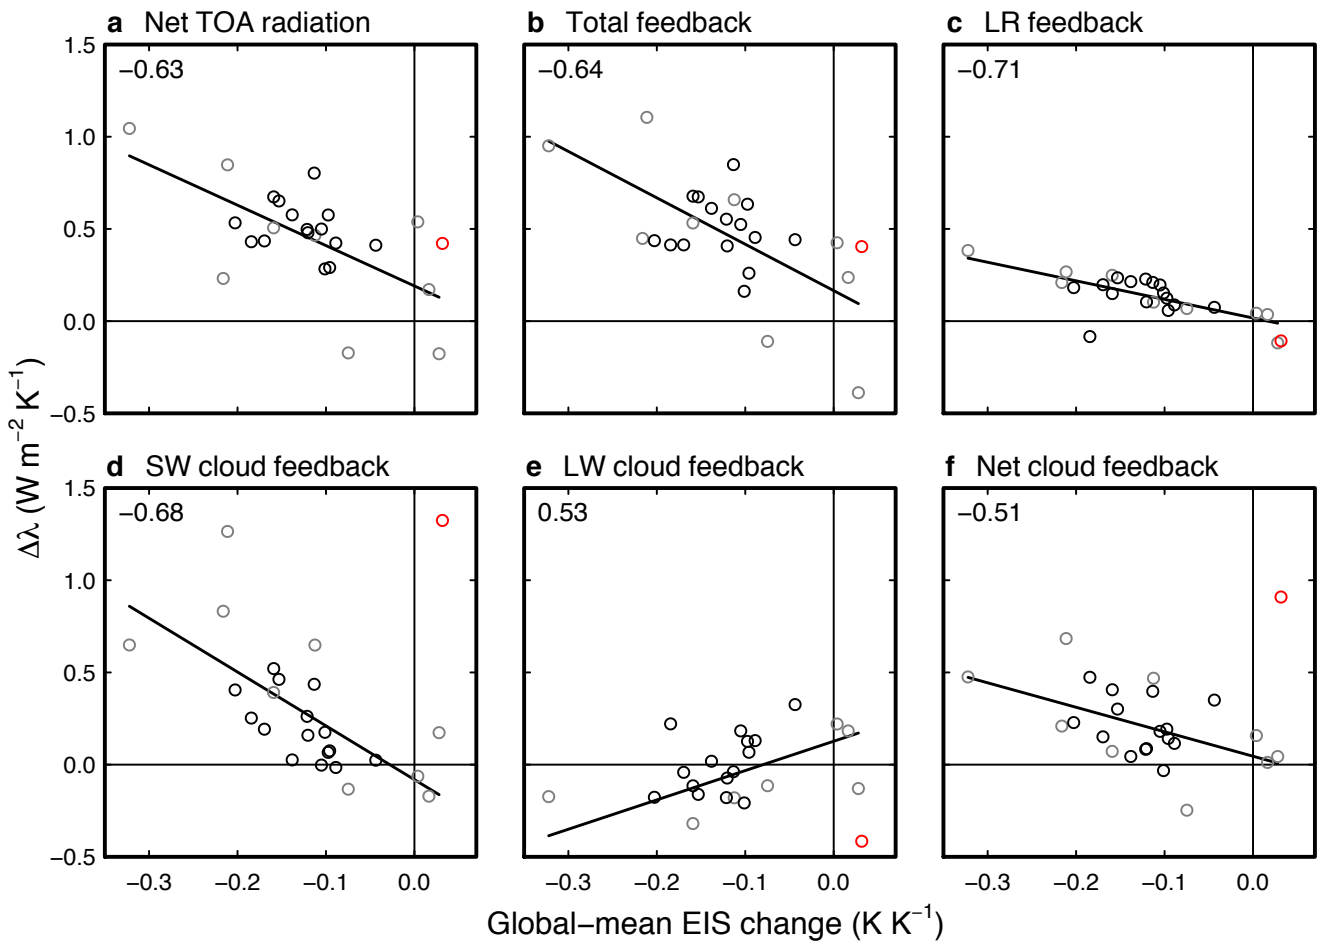 a Net TOA radiation
b Total feedback
c LR feedback
1.5
1.0
0.5
0.0
−0.5
−0.63
−0.64
−0.71
d SW cloud feedback
e LW cloud feedback
f Net cloud feedback
1.5
1.0
0.5
0.0
−0.5
−0.68
0.53
−0.51
−0.3 −0.2 −0.1 0.0
−0.3 −0.2 −0.1 0.0
−0.3 −0.2 −0.1 0.0
Δλ (W m⁻² K⁻¹)
Global−mean EIS change (K K⁻¹)